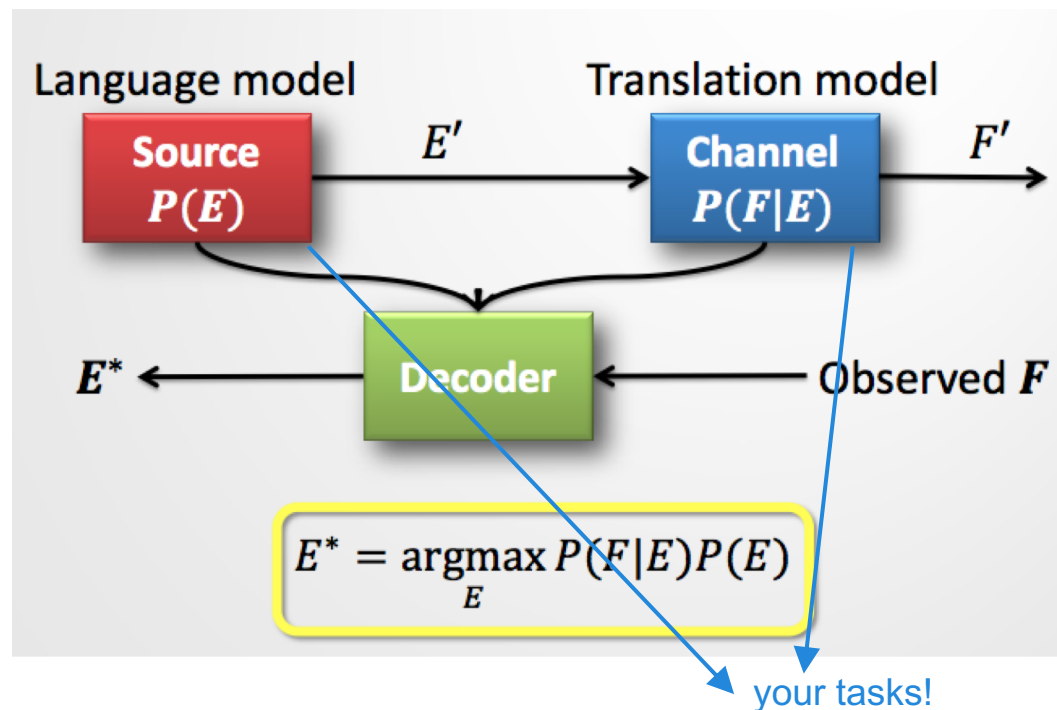 Language model
Translation model
Source
P(E)
E′
Channel
P(F|E)
F′
E*
Decoder
Observed F
E* = argmax P(F|E)P(E)
E
your tasks!